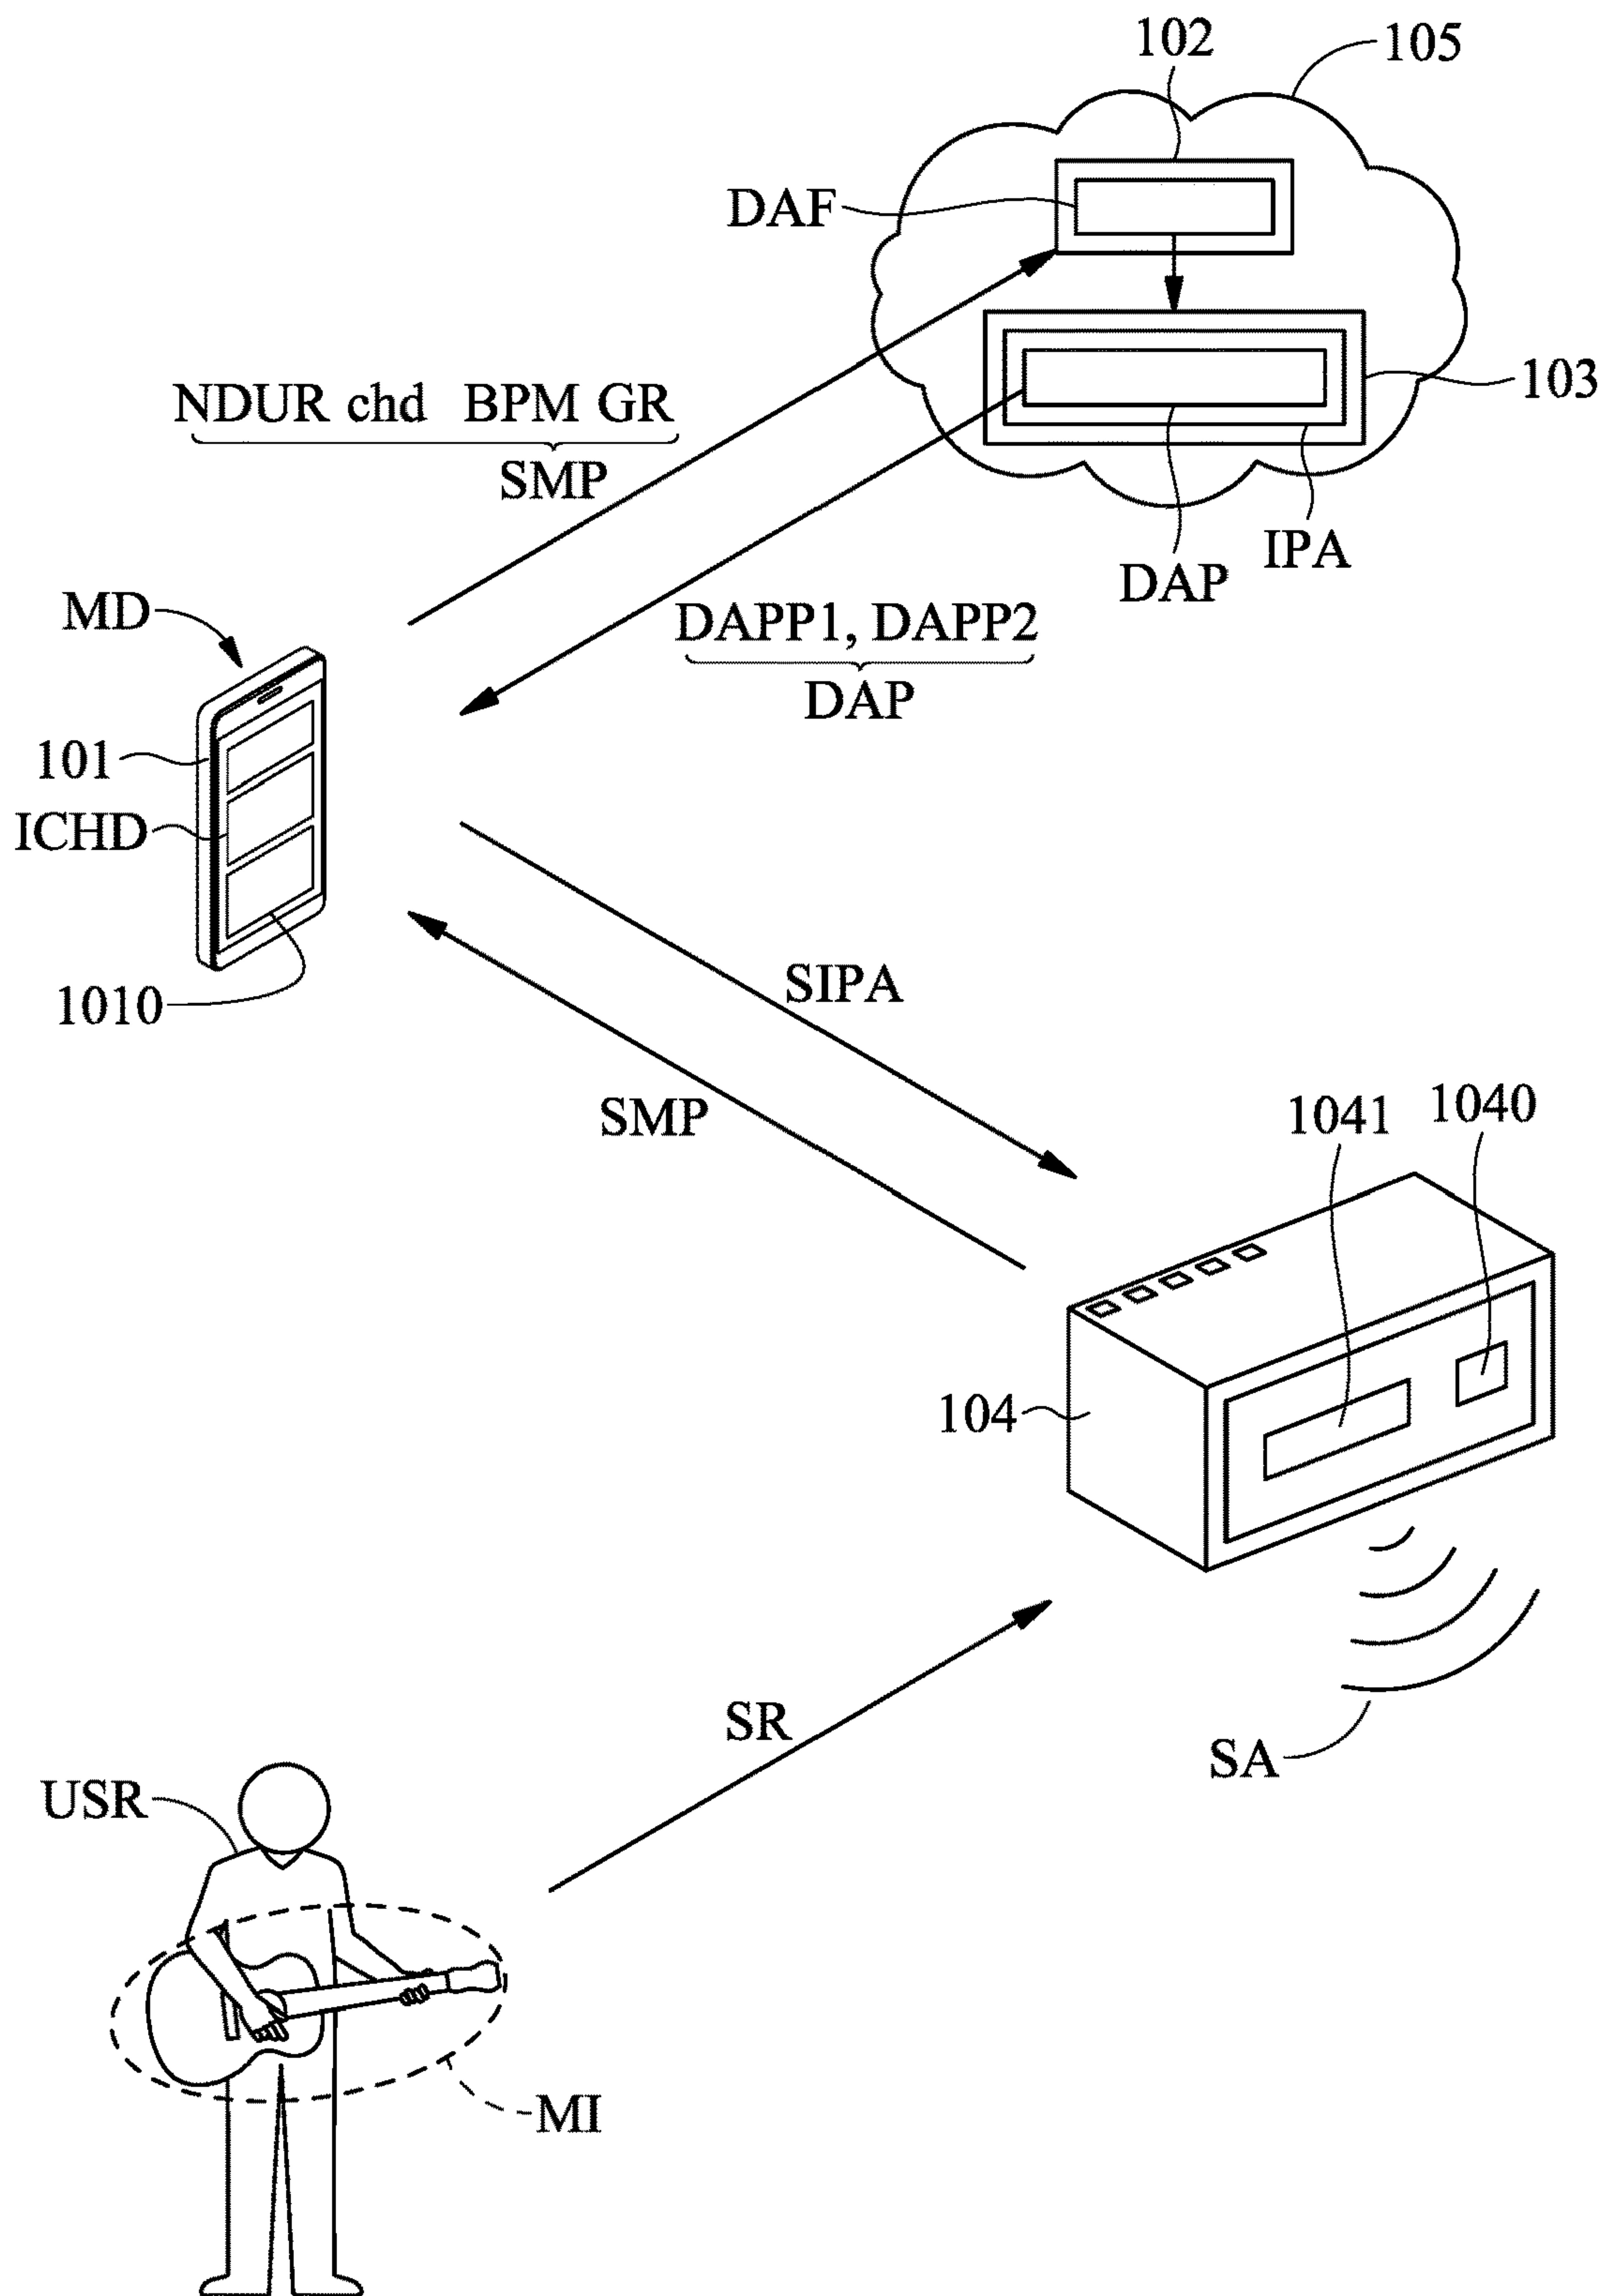 102
105
DAF
NDUR chd BPM GR
103
SMP
IPA
DAP
MD
DAPP1, DAPP2
DAP
101
ICHD
SIPA
1010
SMP
1041
1040
104
SR
SA
USR
MI